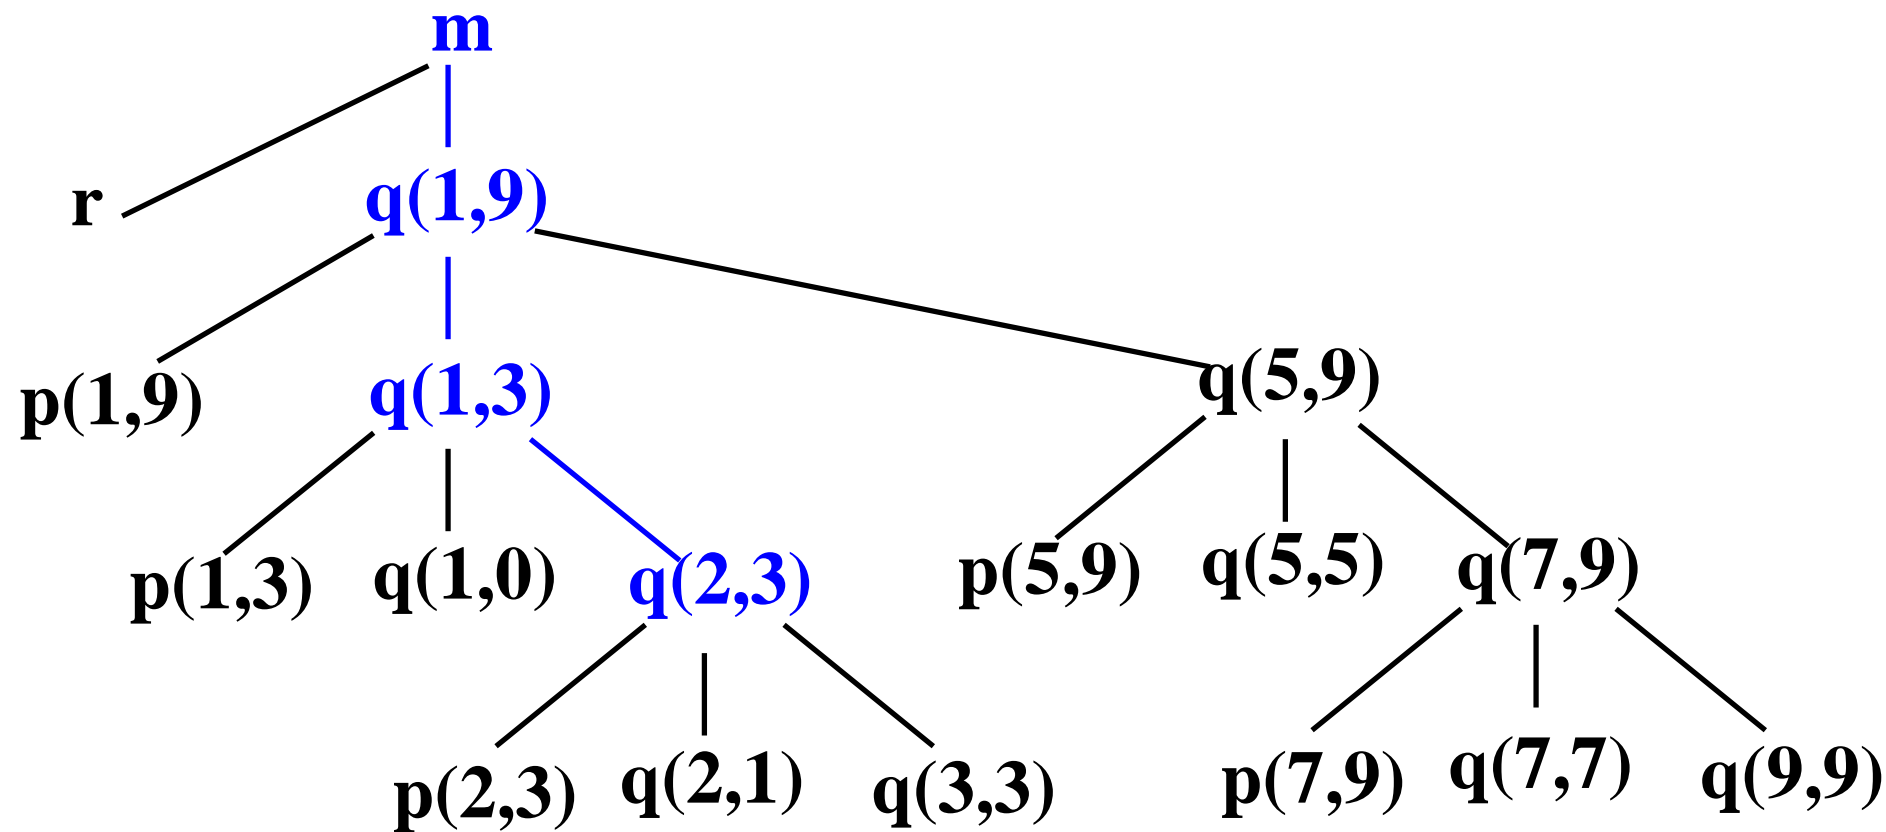 m
r q(1,9)
p(1,9) q(1,3) q(5,9)
p(1,3) q(1,0) q(2,3) p(5,9) q(5,5) q(7,9)
p(2,3) q(2,1) q(3,3) p(7,9) q(7,7) q(9,9)